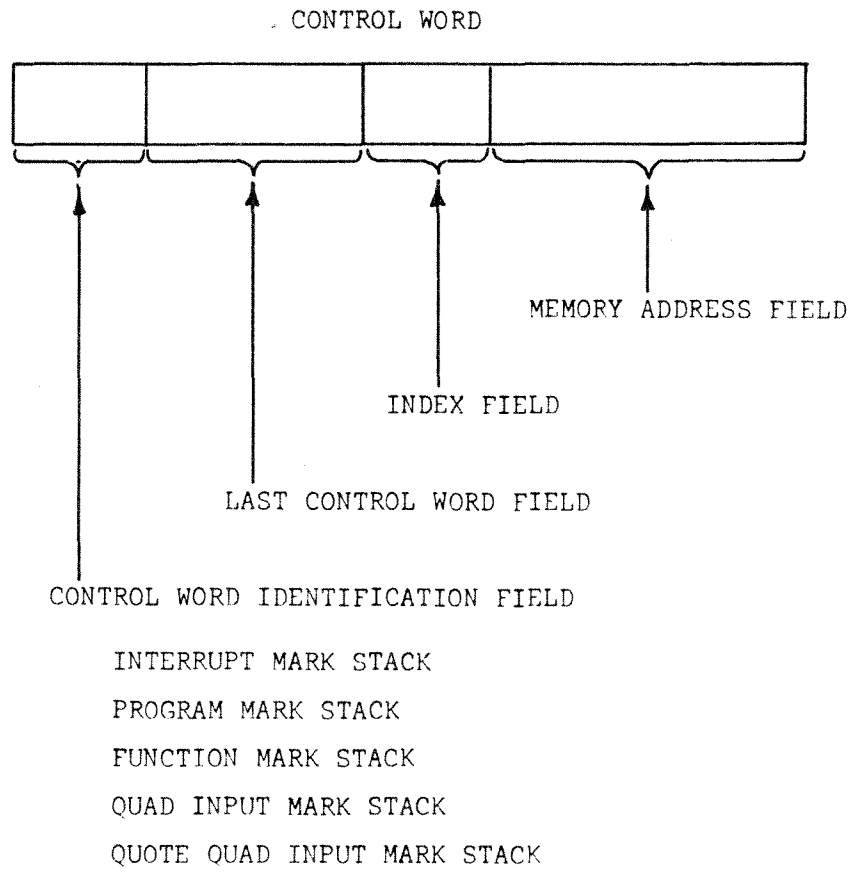 CONTROL WORD
MEMORY ADDRESS FIELD
INDEX FIELD
LAST CONTROL WORD FIELD
CONTROL WORD IDENTIFICATION FIELD
INTERRUPT MARK STACK
PROGRAM MARK STACK
FUNCTION MARK STACK
QUAD INPUT MARK STACK
QUOTE QUAD INPUT MARK STACK